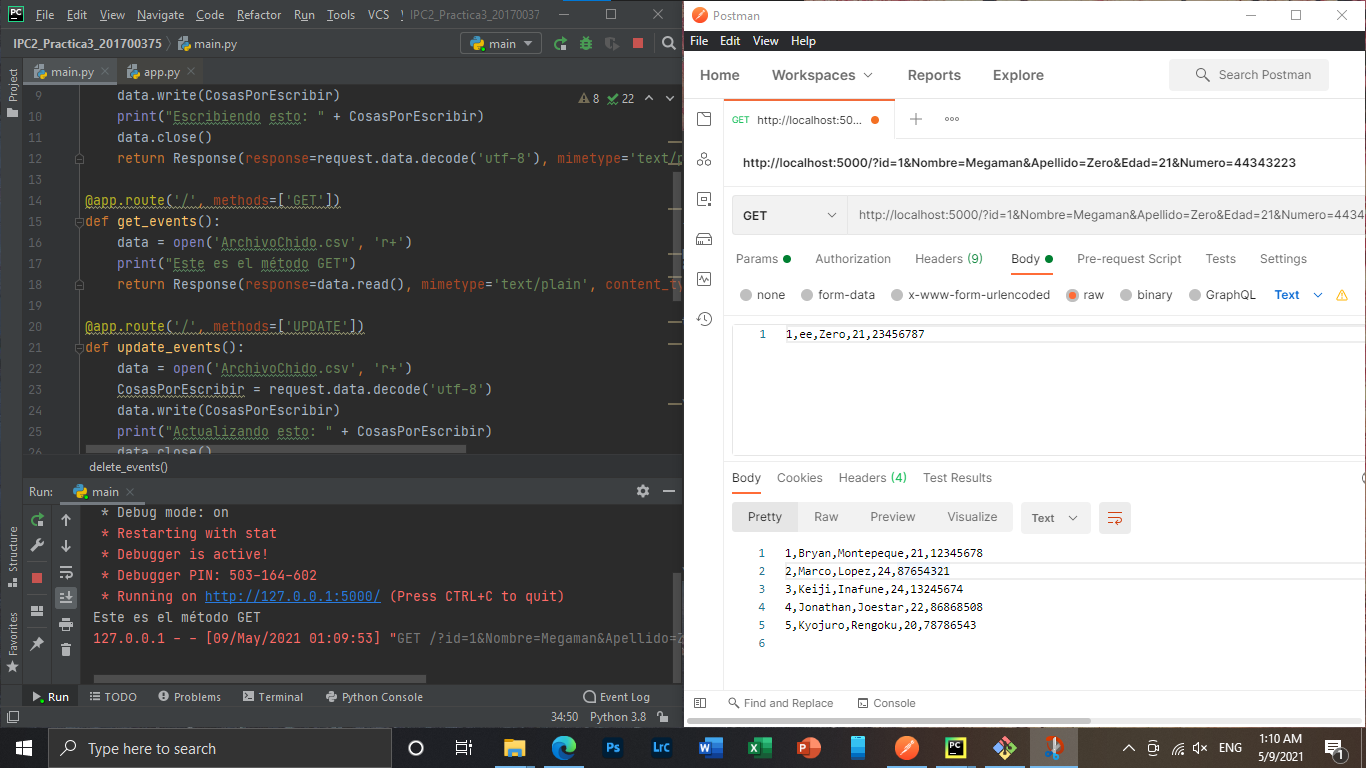 File Edit View Navigate Code Refactor Run Tools VCS IPC2_Practica3_20170037
IPC2_Practica3_201700375 main.py main
main.py app.py
Project
9 data.write(CosasPorEscribir)
8 22
10 print("Escribiendo esto: " + CosasPorEscribir)
11 data.close()
12 return Response(response=request.data.decode('utf-8'), mimetype='text/p
13
14 @app.route('/', methods=['GET'])
15 def get_events():
16 data = open('ArchivoChido.csv', 'r+')
17 print("Este es el método GET")
18 return Response(response=data.read(), mimetype='text/plain', content_ty
19
20 @app.route('/', methods=['UPDATE'])
21 def update_events():
22 data = open('ArchivoChido.csv', 'r+')
23 CosasPorEscribir = request.data.decode('utf-8')
24 data.write(CosasPorEscribir)
25 print("Actualizando esto: " + CosasPorEscribir)
26 data.close()
delete_events()
Run: main
Structure
Favorites
* Debug mode: on
* Restarting with stat
* Debugger is active!
* Debugger PIN: 503-164-602
* Running on http://127.0.0.1:5000/ (Press CTRL+C to quit)
Este es el método GET
127.0.0.1 - - [09/May/2021 01:09:53] "GET /?id=1&Nombre=Megaman&Apellido=Z
Run TODO Problems Terminal Python Console Event Log
34:50 Python 3.8
Postman
File Edit View Help
Home Workspaces Reports Explore Search Postman
GET http://localhost:50...
http://localhost:5000/?id=1&Nombre=Megaman&Apellido=Zero&Edad=21&Numero=44343223
GET http://localhost:5000/?id=1&Nombre=Megaman&Apellido=Zero&Edad=21&Numero=4434
Params Authorization Headers (9) Body Pre-request Script Tests Settings
none form-data x-www-form-urlencoded raw binary GraphQL Text
1 1,ee,Zero,21,23456787
Body Cookies Headers (4) Test Results
Pretty Raw Preview Visualize Text
1 1,Bryan,Montepeque,21,12345678
2 2,Marco,Lopez,24,87654321
3 3,Keiji,Inafune,24,13245674
4 4,Jonathan,Joestar,22,86868508
5 5,Kyojuro,Rengoku,20,78786543
6
Find and Replace Console
Type here to search
Ps Lrc
ENG
1:10 AM
5/9/2021
1